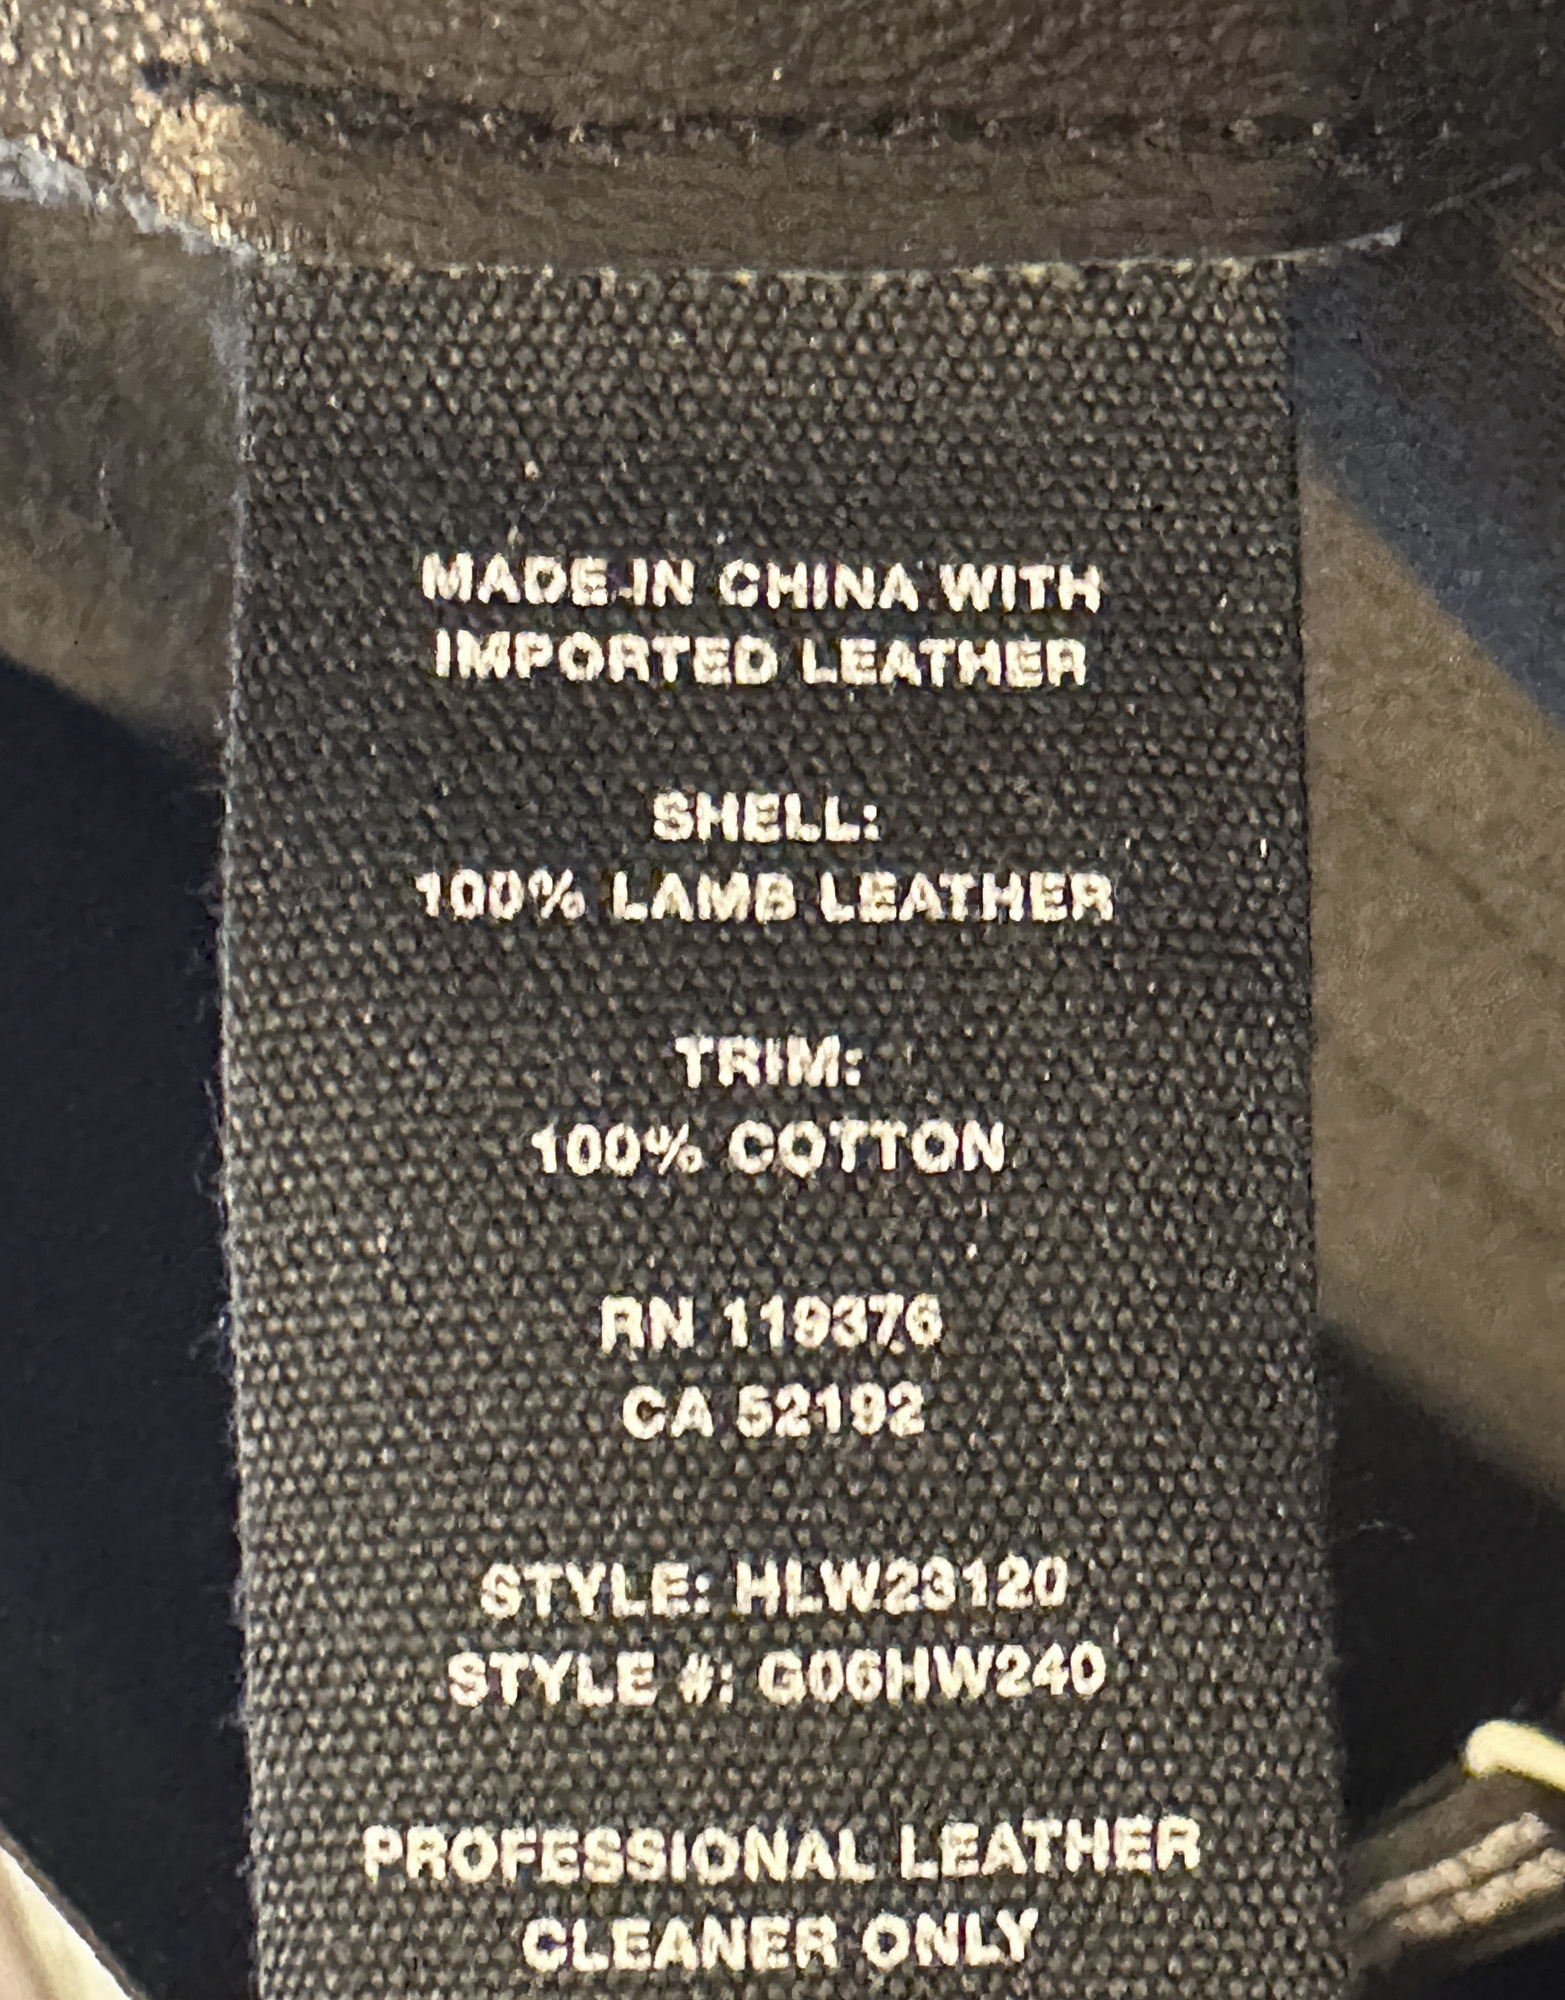 MADE IN CHINA WITH
IMPORTED LEATHER
SHELL:
100% LAMB LEATHER
TRIM:
100% COTTON
RN 119376
CA 52192
STYLE: HLW23120
STYLE #: G06HW240
PROFESSIONAL LEATHER
CLEANER ONLY